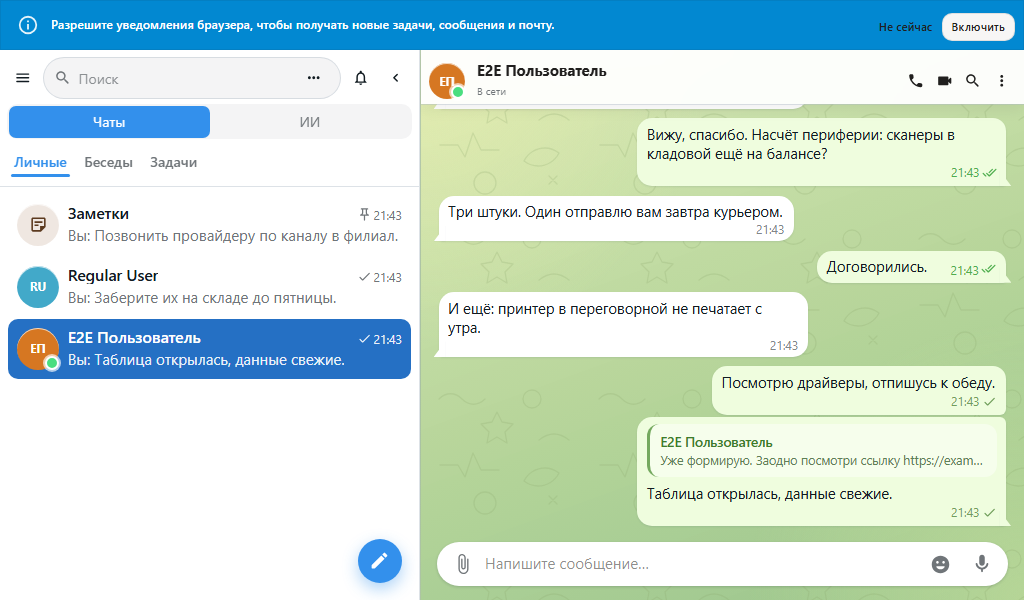 Разрешите уведомления браузера, чтобы получать новые задачи, сообщения и почту.
Не сейчас
Включить
Поиск
Чаты
ИИ
Личные
Беседы
Задачи
Заметки
21:43
Вы: Позвонить провайдеру по каналу в филиал.
RU
Regular User
21:43
Вы: Заберите их на складе до пятницы.
ЕП
E2E Пользователь
21:43
Вы: Таблица открылась, данные свежие.
ЕП
E2E Пользователь
В сети
Вижу, спасибо. Насчёт периферии: сканеры в
кладовой ещё на балансе?
21:43
Три штуки. Один отправлю вам завтра курьером.
21:43
Договорились.
21:43
И ещё: принтер в переговорной не печатает с
утра.
21:43
Посмотрю драйверы, отпишусь к обеду.
21:43
E2E Пользователь
Уже формирую. Заодно посмотри ссылку https://exam...
Таблица открылась, данные свежие.
21:43
Напишите сообщение...